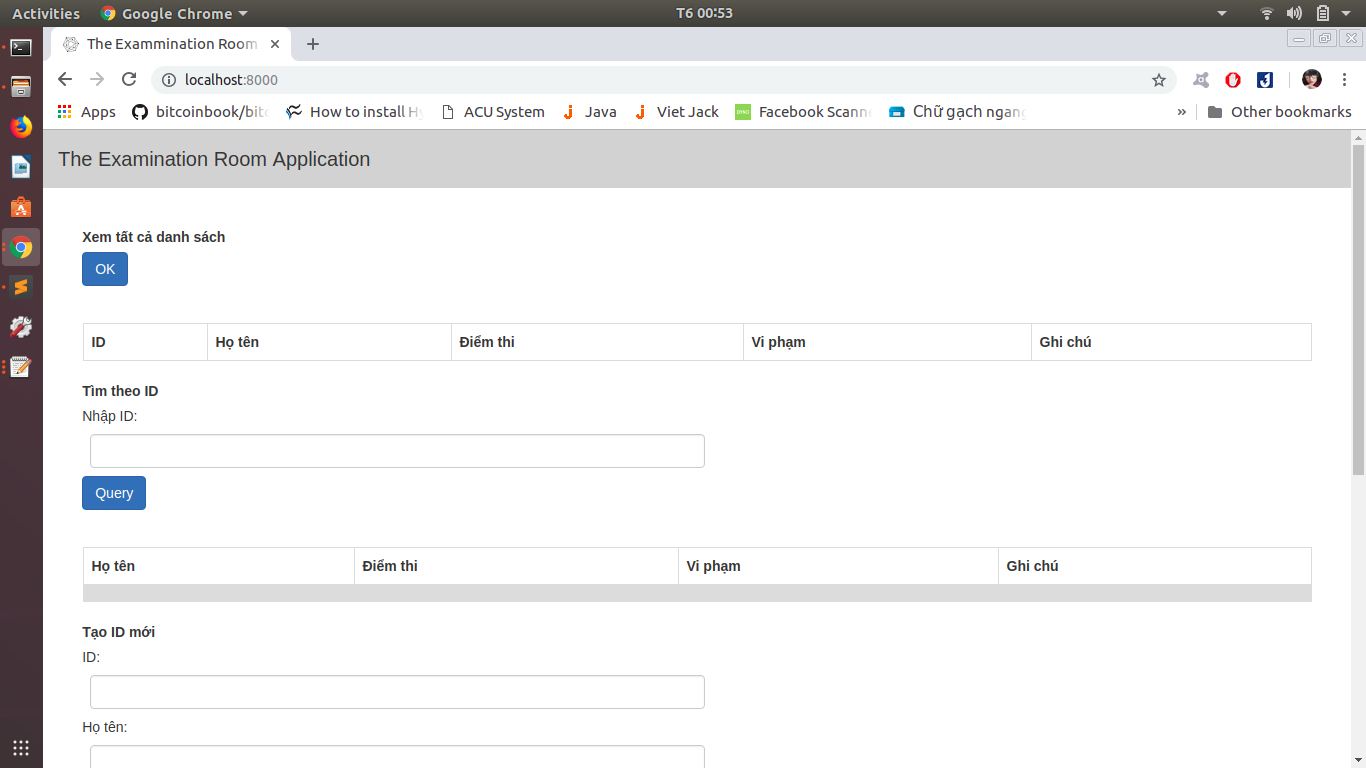 Activities Google Chrome T6 00:53
The Exammination Room
localhost:8000
Apps bitcoinbook/bit How to install Hy ACU System Java Viet Jack Facebook Scann Chữ gạch ngang » Other bookmarks
The Examination Room Application
Xem tất cả danh sách
OK
ID Họ tên Điểm thi Vi phạm Ghi chú
Tìm theo ID
Nhập ID:
Query
Họ tên Điểm thi Vi phạm Ghi chú
Tạo ID mới
ID:
Họ tên: